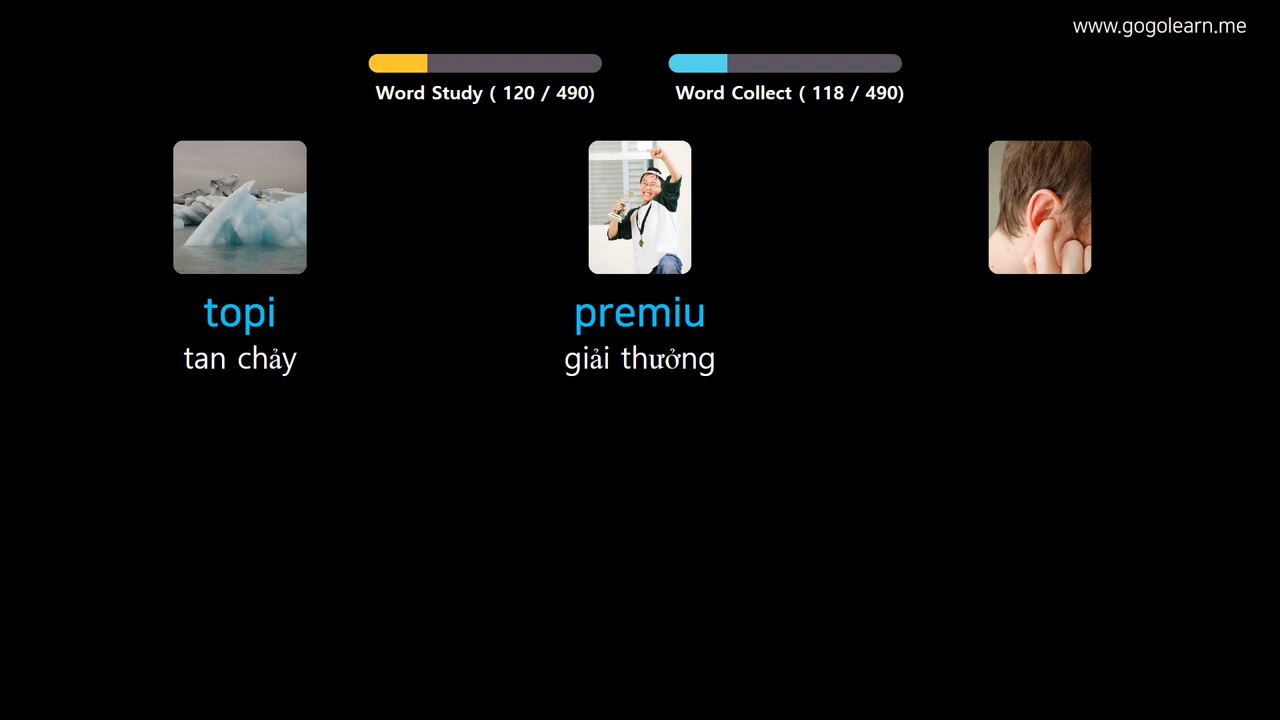 www.gogolearn.me
Word Study ( 120 / 490)
Word Collect ( 118 / 490)
topi
tan chảy
premiu
giải thưởng